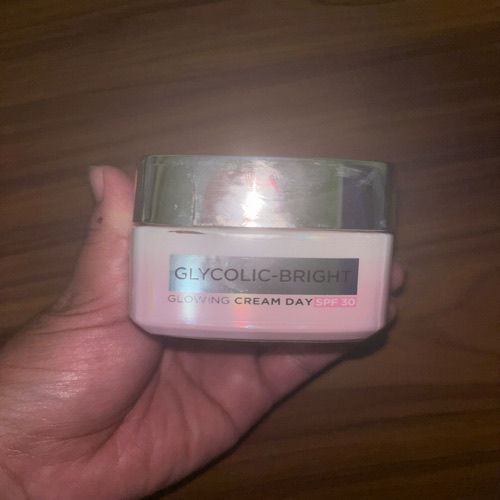 GLYCOLIC-BRIGHT
GLOWING CREAM DAY SPF 30